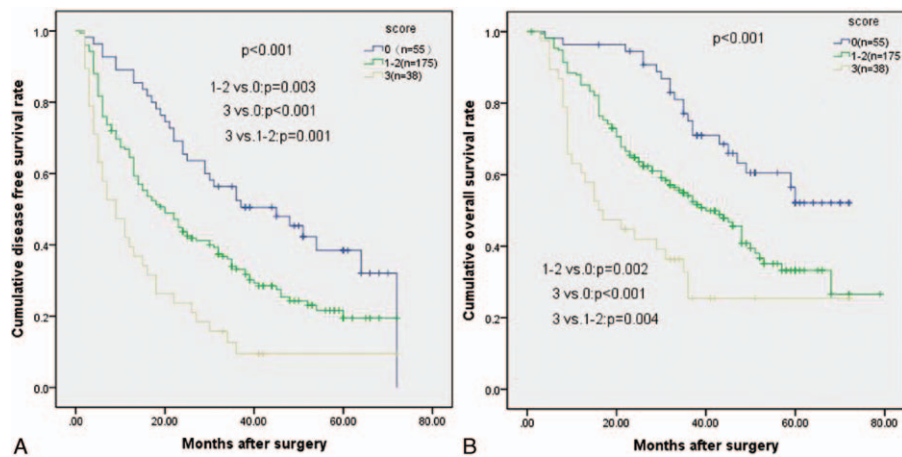 score
0 (n=55)
1-2(n=175)
3(n=38)
p<0.001
1-2 vs.0:p=0.003
3 vs.0:p<0.001
3 vs.1-2:p=0.001
Cumulative disease free survival rate
1.0
0.8
0.6
0.4
0.2
0.0
.00
20.00
40.00
60.00
80.00
Months after surgery
A
score
0(n=55)
1-2(n=175)
3(n=38)
p<0.001
1-2 vs.0:p=0.002
3 vs.0:p<0.001
3 vs.1-2:p=0.004
Cumulative overall survival rate
1.0
0.8
0.6
0.4
0.2
0.0
.00
20.00
40.00
60.00
80.00
Months after surgery
B